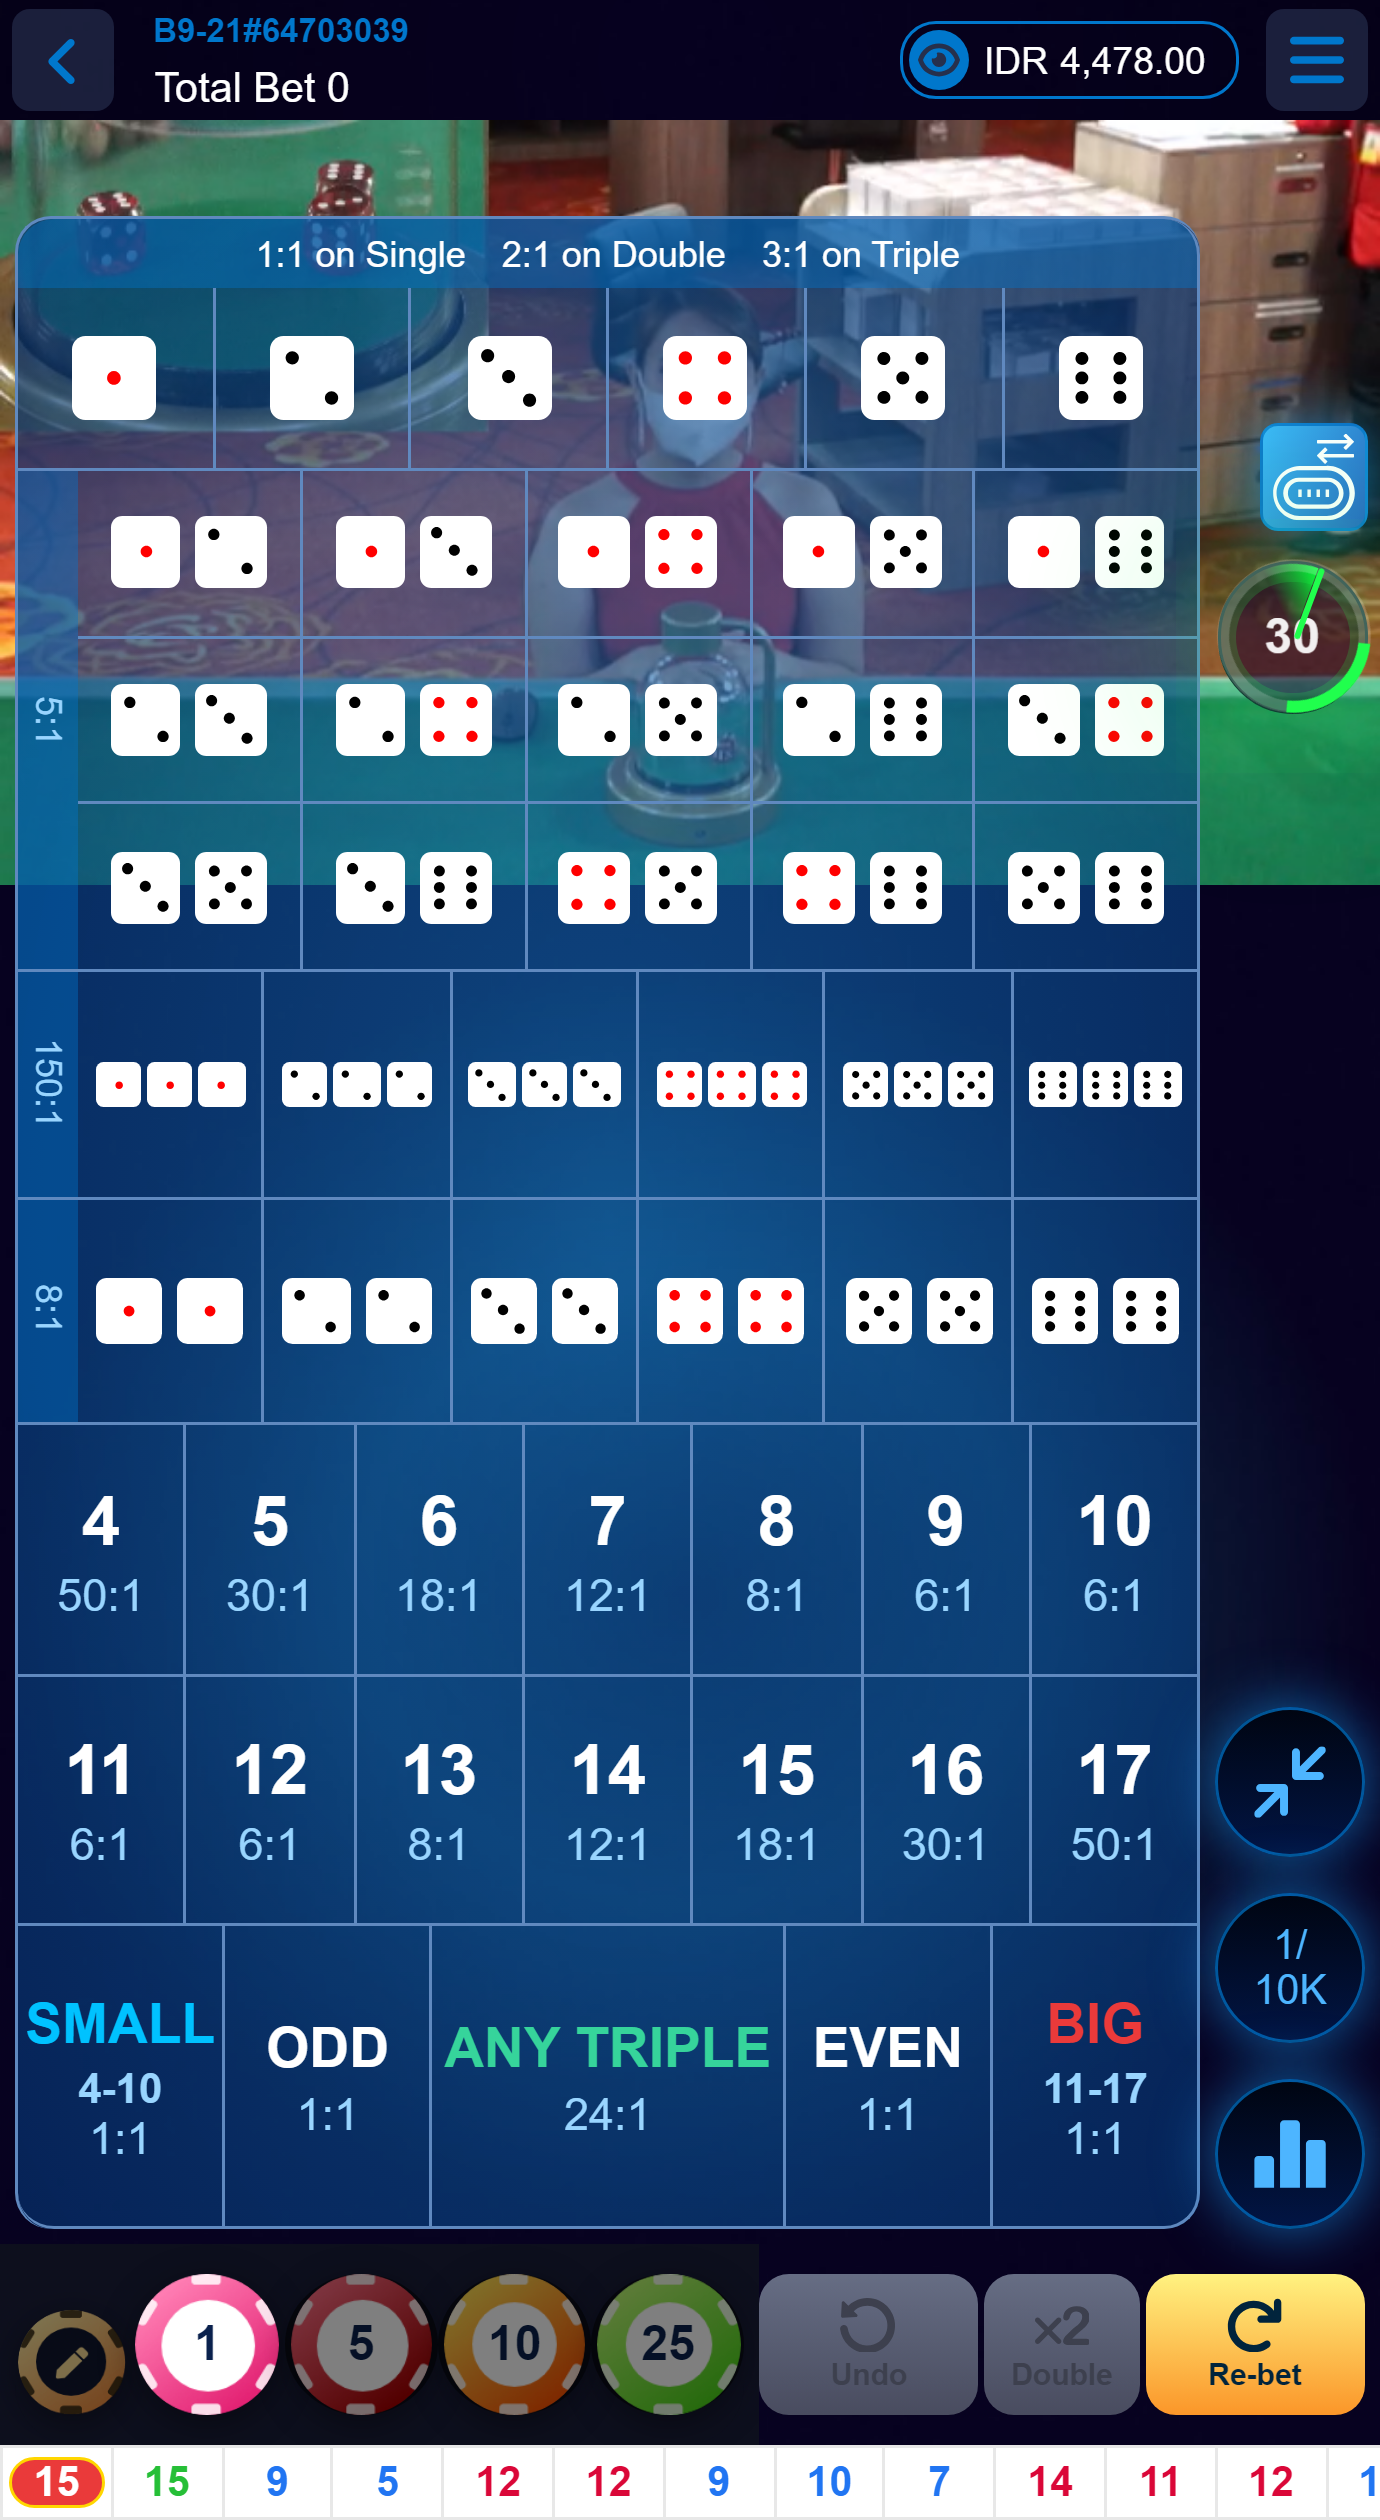 B9-21#64703039
Total Bet 0
IDR 4,478.00
1:1 on Single 2:1 on Double 3:1 on Triple
30
5:1
150:1
8:1
4 5 6 7 8 9 10
50:1 30:1 18:1 12:1 8:1 6:1 6:1
11 12 13 14 15 16 17
6:1 6:1 8:1 12:1 18:1 30:1 50:1
1/
10K
SMALL ODD ANY TRIPLE EVEN BIG
4-10 11-17
1:1 1:1 24:1 1:1 1:1
1 5 10 25
x2
Undo Double Re-bet
15 15 9 5 12 12 9 10 7 14 11 12 1